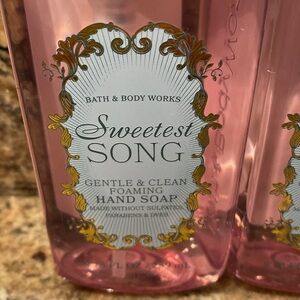 BATH & BODY WORKS
Sweetest
SONG
GENTLE & CLEAN
FOAMING
HAND SOAP
MADE WITHOUT SULFATES,
PARABENS & DYES